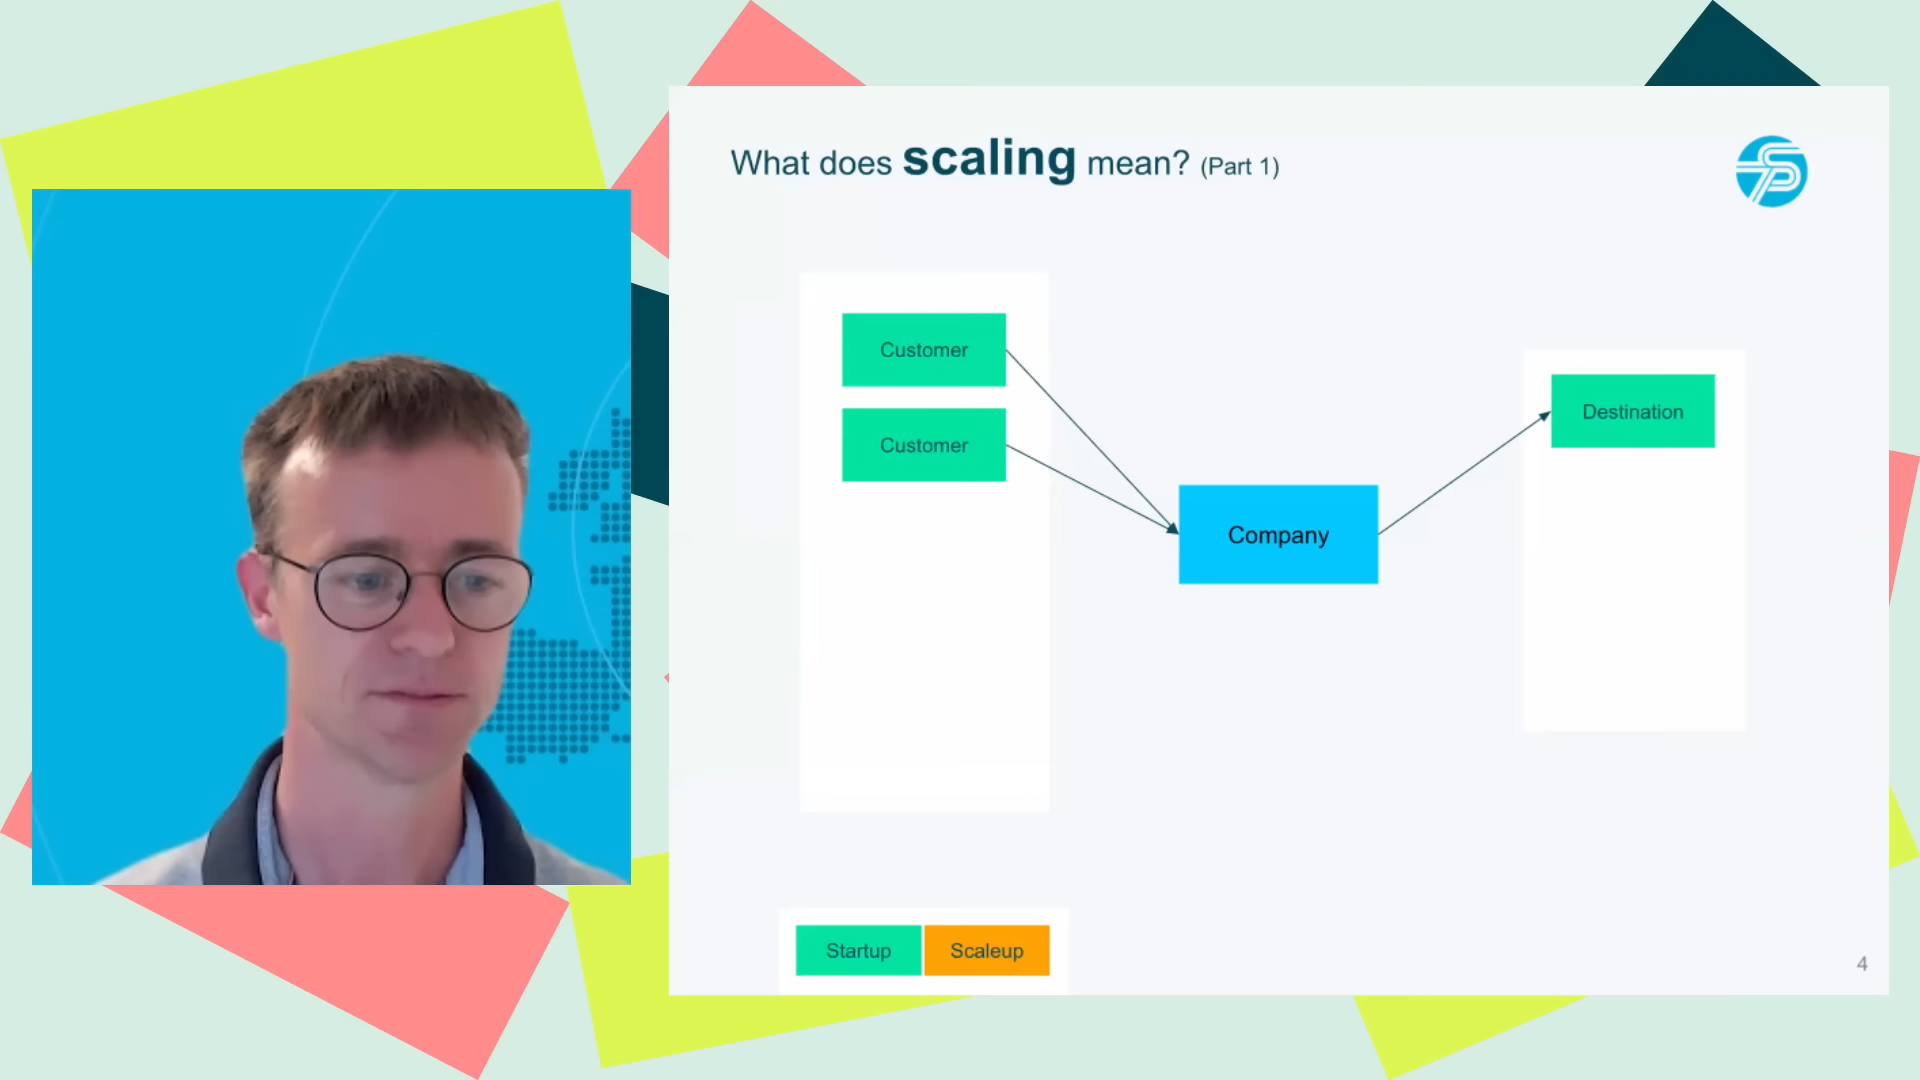 What does scaling mean? (Part 1)
Customer
Customer
Company
Destination
Startup
Scaleup
4